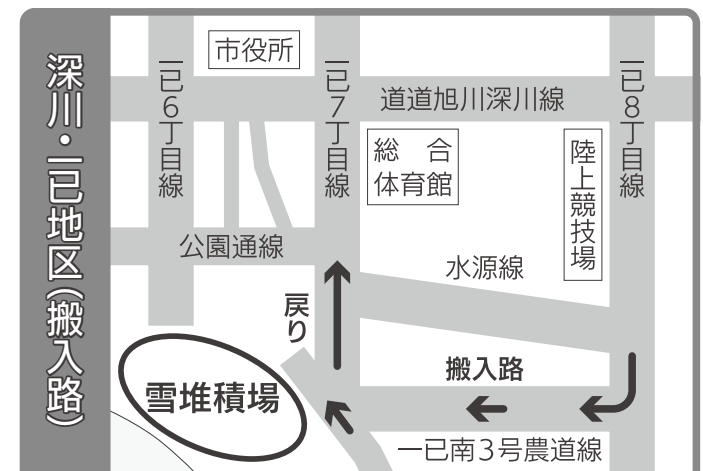 深川・一已地区（搬入路）
市役所
一已6丁目線
一已7丁目線
一已8丁目線
道道旭川深川線
総合
体育館
陸上競技場
公園通線
水源線
戻り
搬入路
雪堆積場
一已南3号農道線